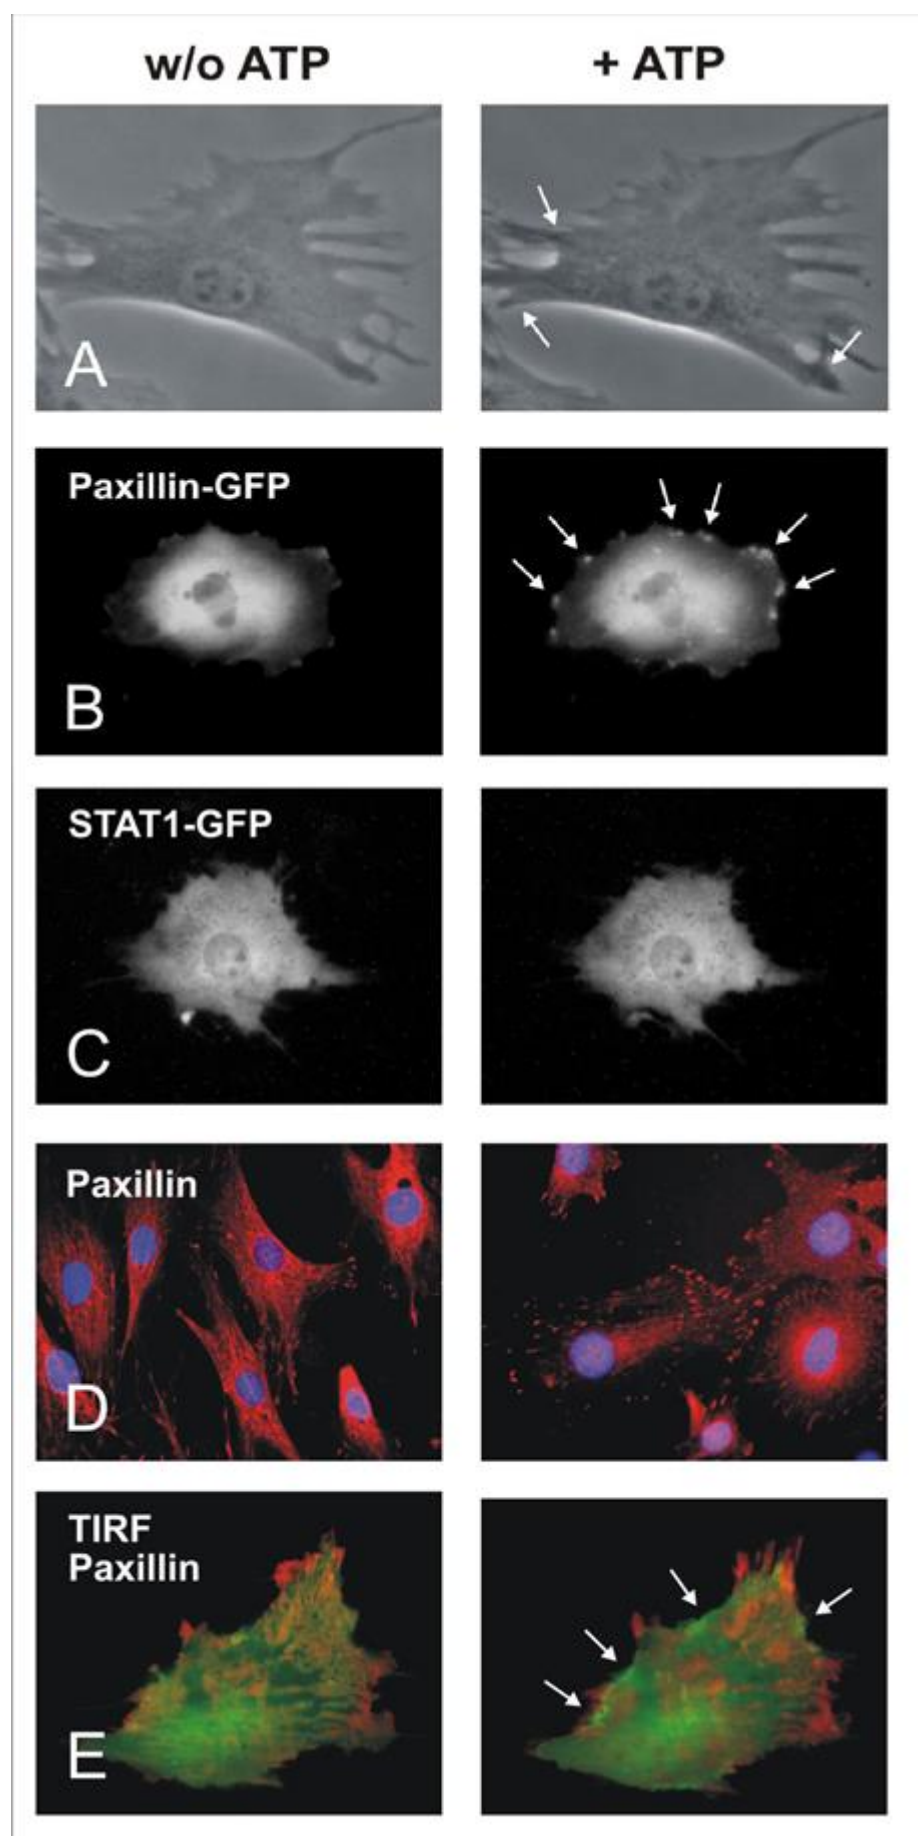 w/o ATP
+ ATP
A
Paxillin-GFP
B
STAT1-GFP
C
Paxillin
D
TIRF
Paxillin
E